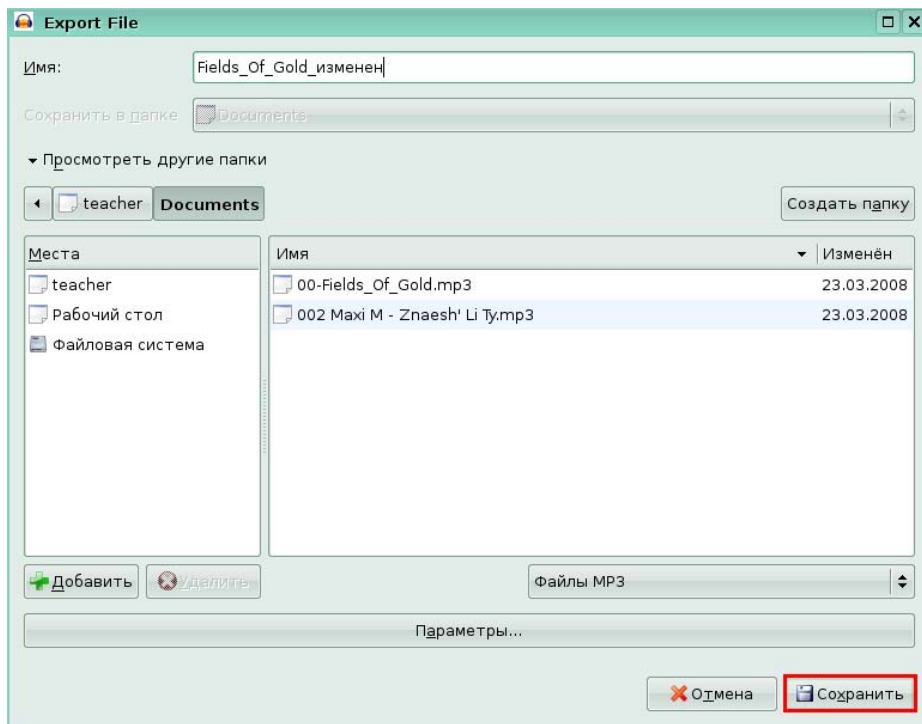 Export File
Имя: Fields_Of_Gold_изменен
Сохранить в папке Documents
Просмотреть другие папки
teacher Documents Создать папку
Места Имя Изменён
teacher 00-Fields_Of_Gold.mp3 23.03.2008
Рабочий стол 002 Maxi M - Znaesh' Li Ty.mp3 23.03.2008
Файловая система
Добавить Удалить Файлы MP3
Параметры...
Отмена Сохранить